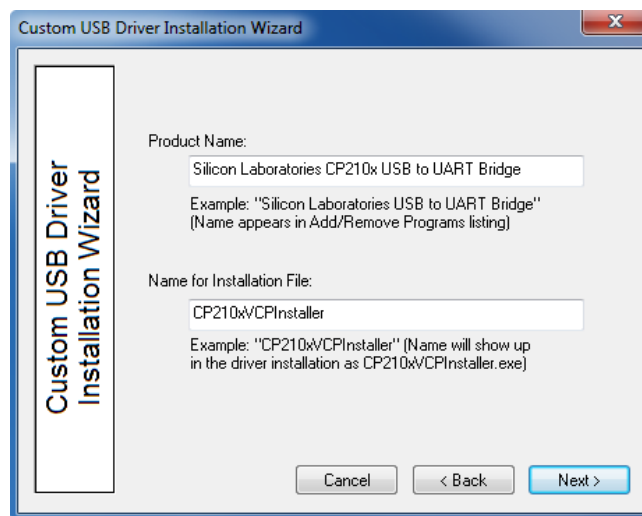 Custom USB Driver Installation Wizard
Custom USB Driver
Installation Wizard
Product Name:
Silicon Laboratories CP210x USB to UART Bridge
Example: "Silicon Laboratories USB to UART Bridge"
(Name appears in Add/Remove Programs listing)
Name for Installation File:
CP210xVCPInstaller
Example: "CP210xVCPInstaller" (Name will show up
in the driver installation as CP210xVCPInstaller.exe)
Cancel
< Back
Next >